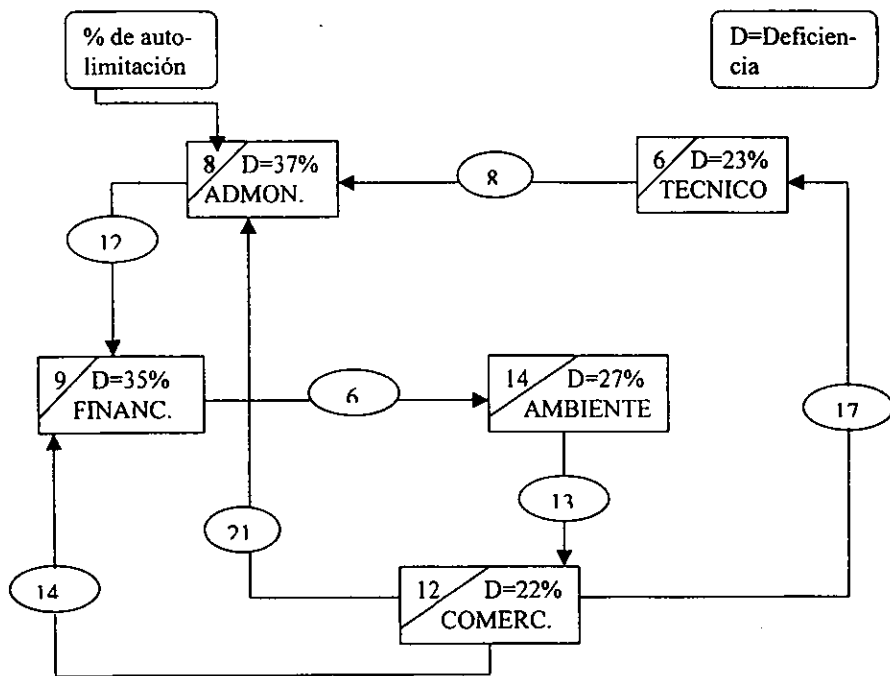 % de auto-
limitación
D=Deficien-
cia
8 D=37%
ADMON.
8
6 D=23%
TECNICO
12
9 D=35%
FINANC.
6
14 D=27%
AMBIENTE
17
13
21
14
12 D=22%
COMERC.